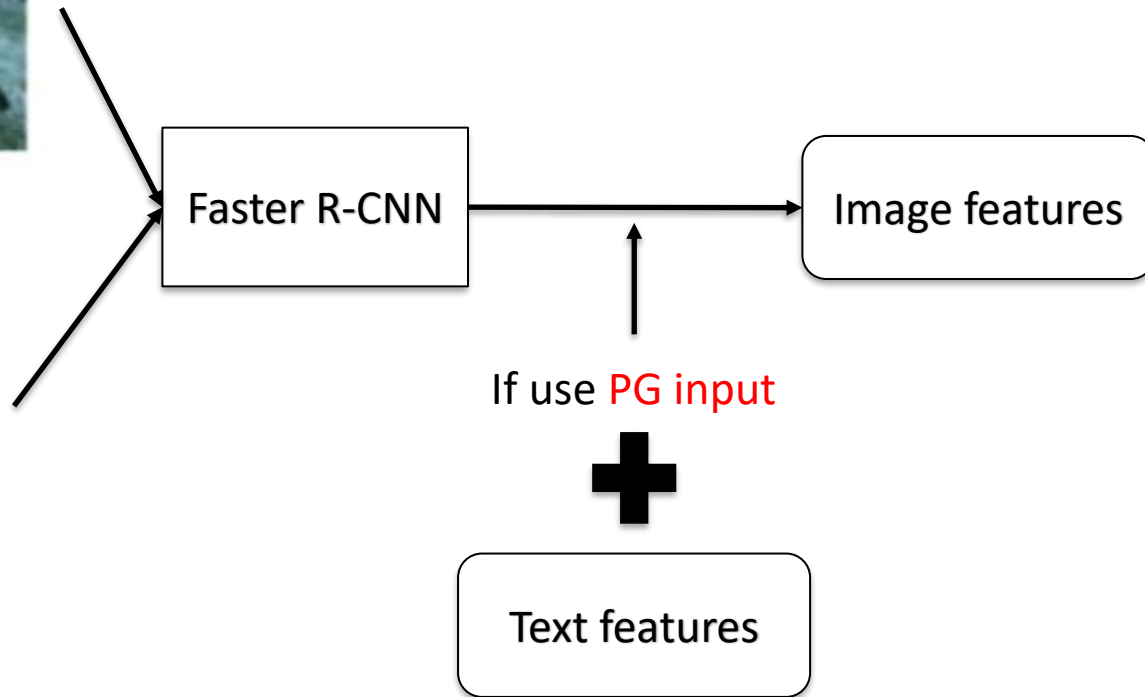 Faster R-CNN
Image features
If use PG input
Text features